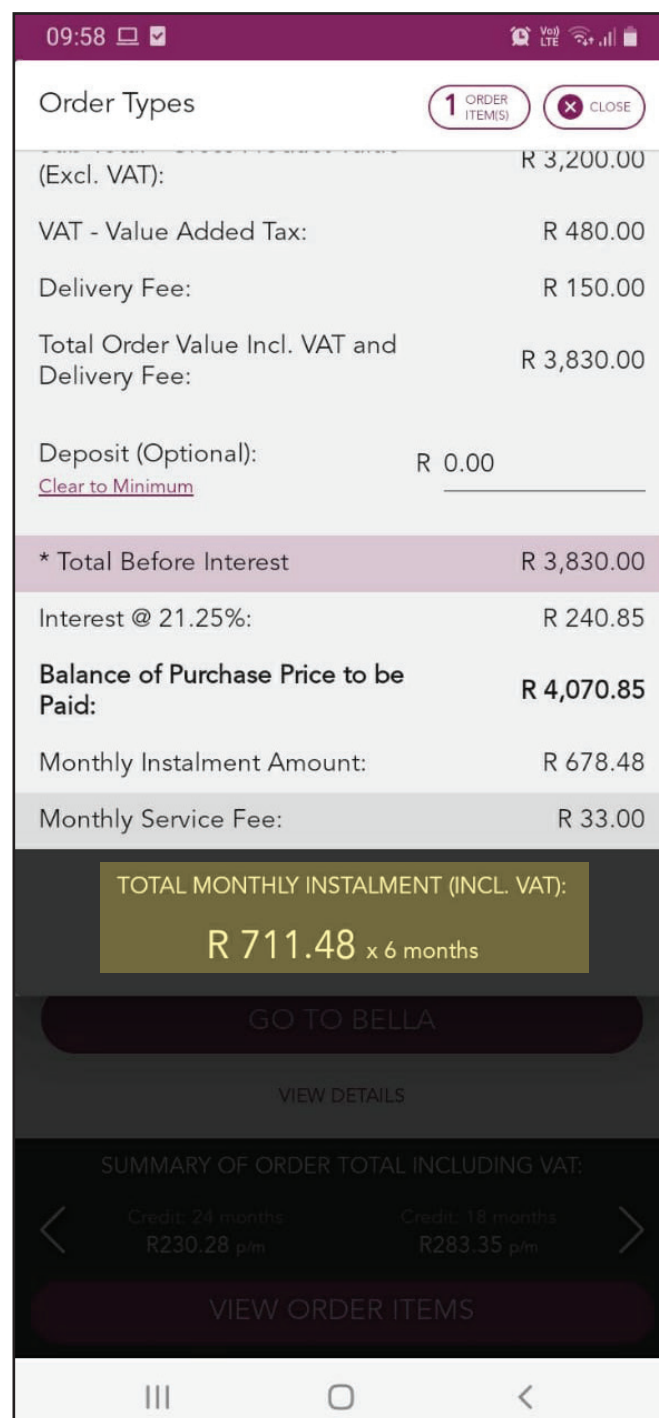 09:58
Vo)) LTE
Order Types
1 ORDER ITEM(S)
CLOSE
(Excl. VAT):
R 3,200.00
VAT - Value Added Tax: R 480.00
Delivery Fee: R 150.00
Total Order Value Incl. VAT and
Delivery Fee:
R 3,830.00
Deposit (Optional): R 0.00
Clear to Minimum
* Total Before Interest R 3,830.00
Interest @ 21.25%: R 240.85
Balance of Purchase Price to be
Paid:
R 4,070.85
Monthly Instalment Amount: R 678.48
Monthly Service Fee: R 33.00
TOTAL MONTHLY INSTALMENT (INCL. VAT):
R 711.48 x 6 months
GO TO BELLA
VIEW DETAILS
SUMMARY OF ORDER TOTAL INCLUDING VAT:
Credit: 24 months Credit: 18 months
R230.28 p/m R283.35 p/m
VIEW ORDER ITEMS